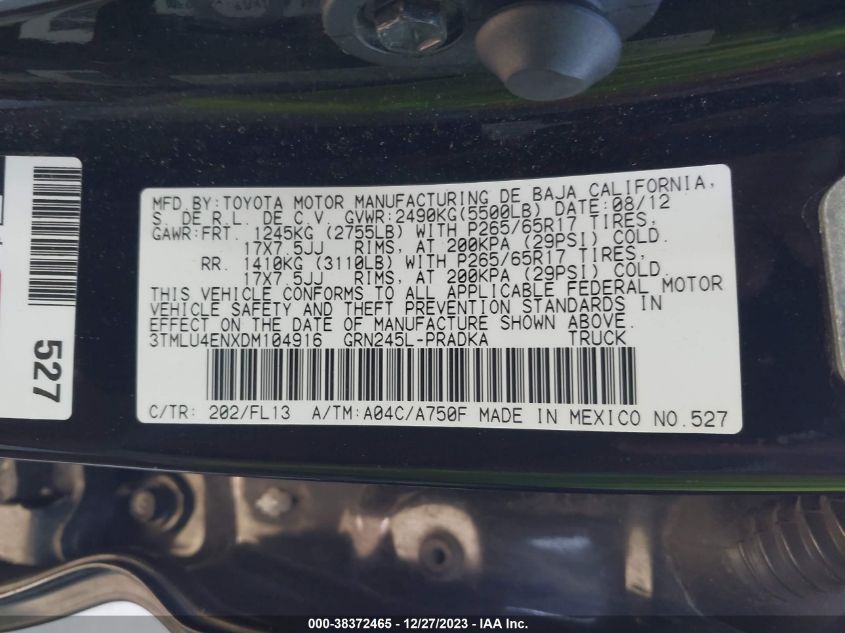 MFD.BY:TOYOTA MOTOR MANUFACTURING DE BAJA CALIFORNIA,
S. DE R.L. DE C.V. GVWR:2490KG(5500LB) DATE:08/12
GAWR:FRT. 1245KG (2755LB) WITH P265/65R17 TIRES,
17X7.5JJ RIMS, AT 200KPA (29PSI) COLD.
RR. 1410KG (3110LB) WITH P265/65R17 TIRES,
17X7.5JJ RIMS, AT 200KPA (29PSI) COLD.
THIS VEHICLE CONFORMS TO ALL APPLICABLE FEDERAL MOTOR
VEHICLE SAFETY AND THEFT PREVENTION STANDARDS IN
EFFECT ON THE DATE OF MANUFACTURE SHOWN ABOVE.
3TMLU4ENXDM104916 GRN245L-PRADKA TRUCK
C/TR: 202/FL13 A/TM:A04C/A750F MADE IN MEXICO NO.527
527
000-38372465 - 12/27/2023 - IAA Inc.